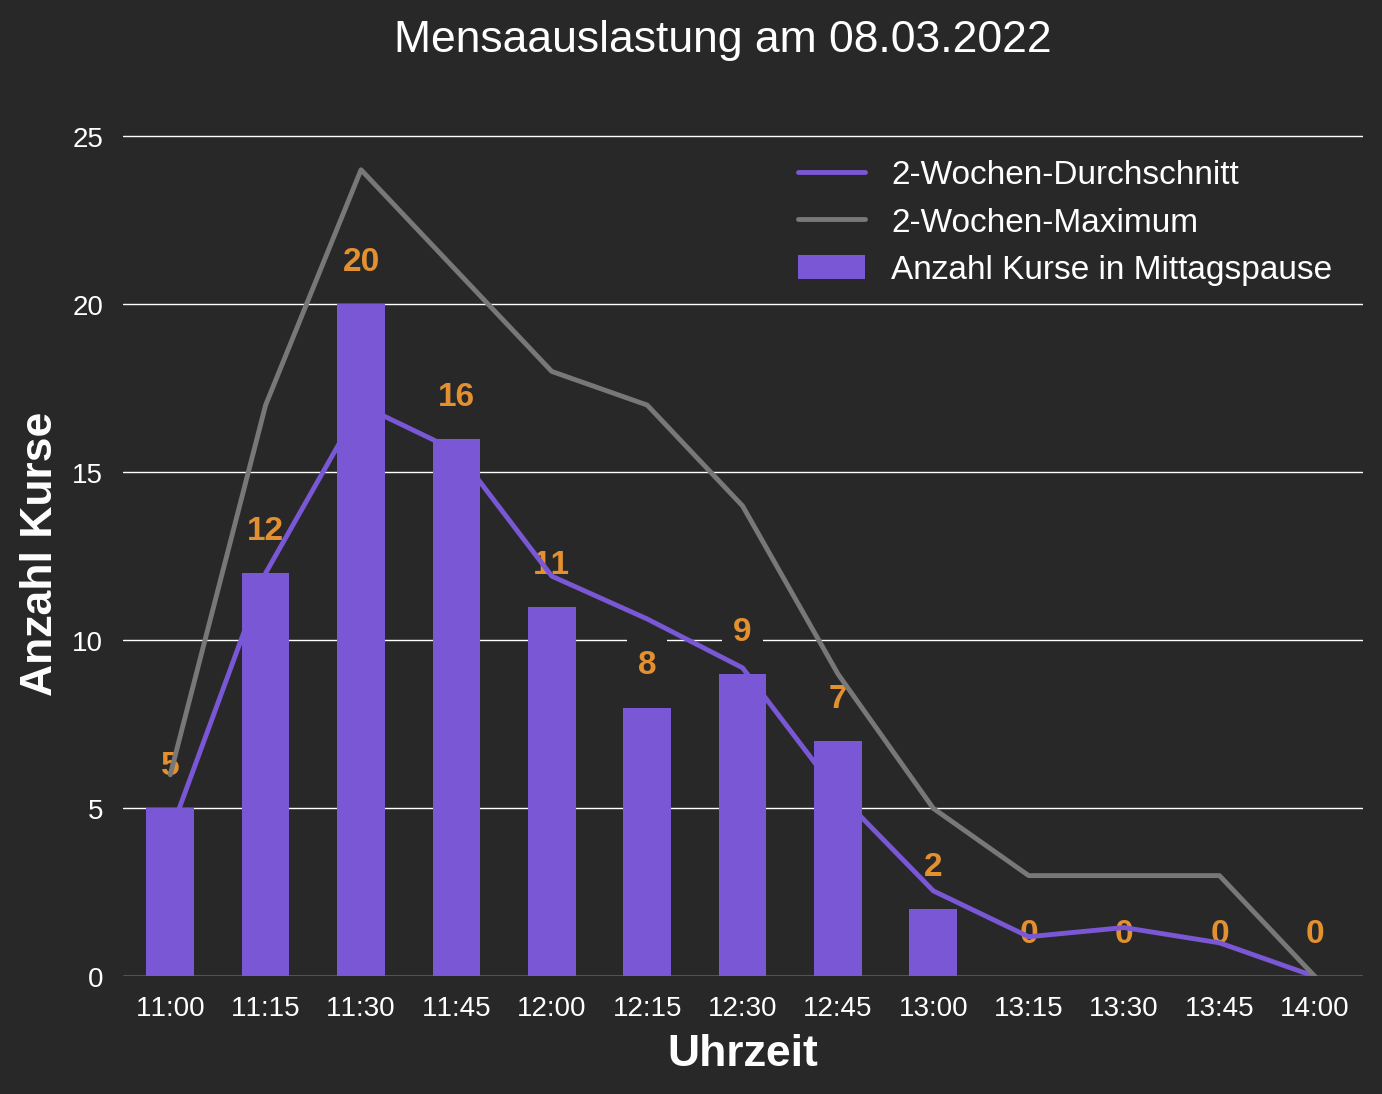 Mensaauslastung am 08.03.2022
25
2-Wochen-Durchschnitt
2-Wochen-Maximum
Anzahl Kurse in Mittagspause
20
20
16
15
12
11
10
9
8
7
5
5
2
0
0
0
0
0
Anzahl Kurse
11:00 11:15 11:30 11:45 12:00 12:15 12:30 12:45 13:00 13:15 13:30 13:45 14:00
Uhrzeit